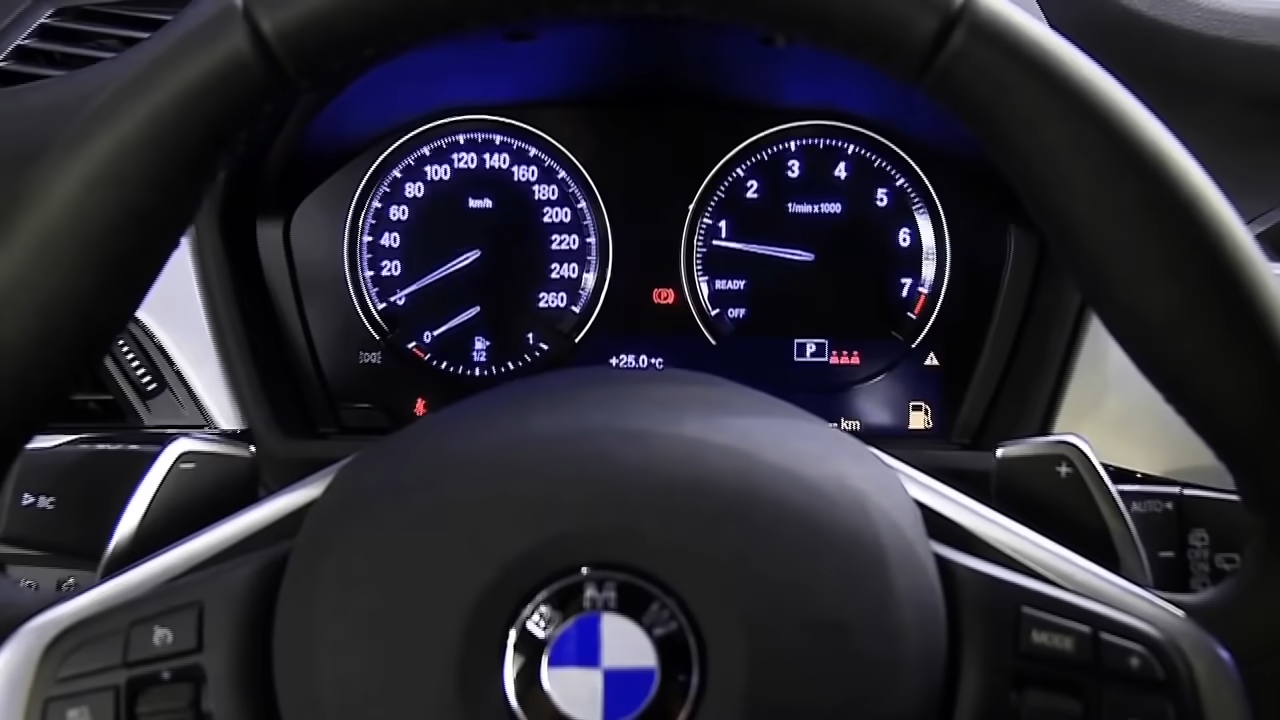 120 140
100 160
80 180
60 km/h 200
40 220
20 240
0 260
0 1
1/2
3 4
2 5
1/min x 1000
1 6
READY 7
OFF
P
+25.0 °C
-- km
- +
BC
AUTO
-
MODE
+
BMW